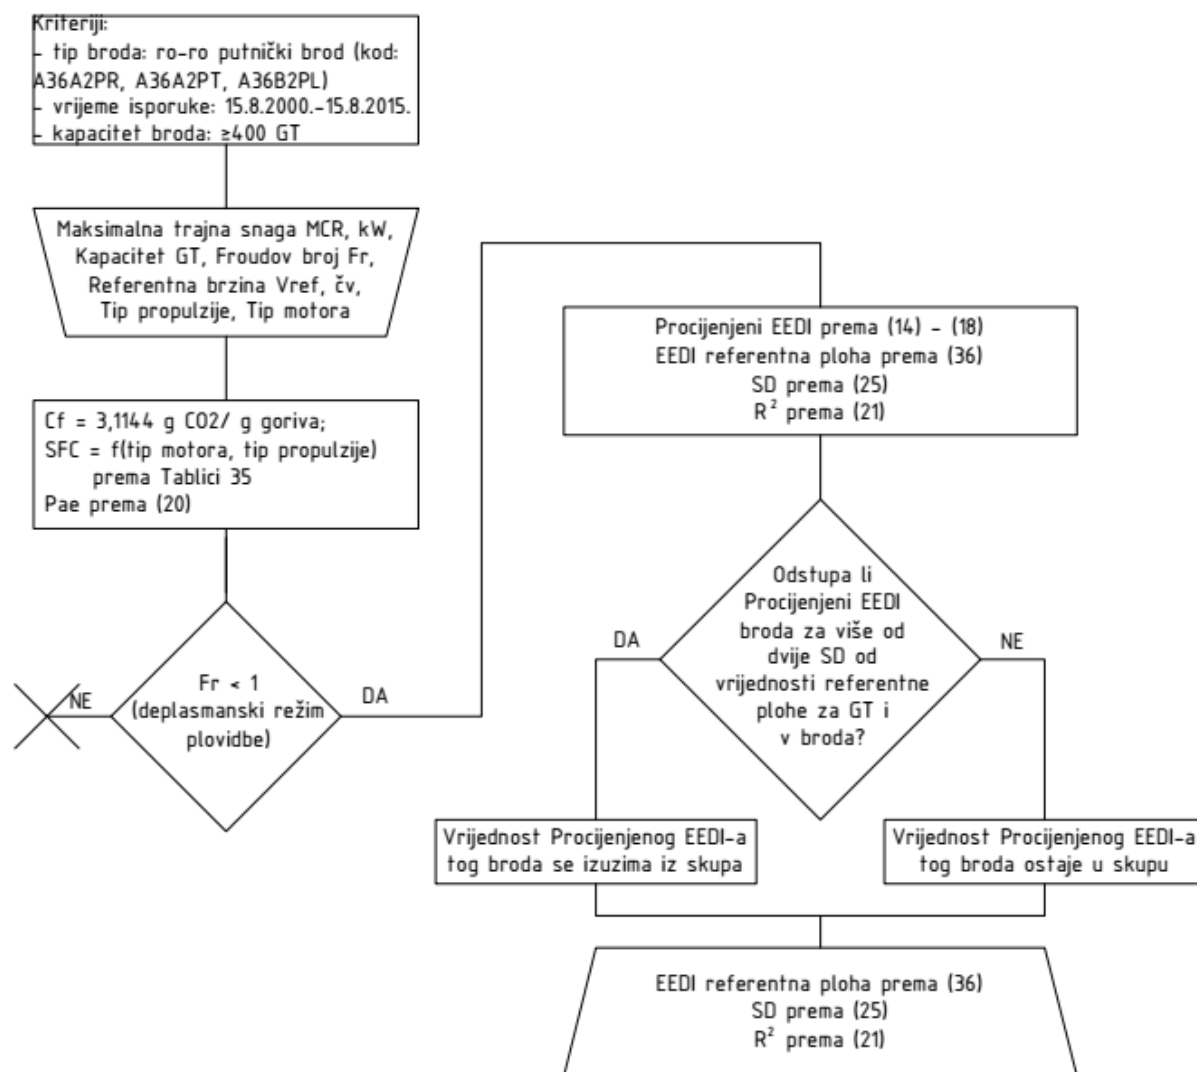 Kriteriji:
- tip broda: ro-ro putnički brod (kod:
A36A2PR, A36A2PT, A36B2PL)
- vrijeme isporuke: 15.8.2000.-15.8.2015.
- kapacitet broda: ≥400 GT
Maksimalna trajna snaga MCR, kW,
Kapacitet GT, Froudov broj Fr,
Referentna brzina Vref, čv,
Tip propulzije, Tip motora
Cf = 3,1144 g CO2/ g goriva;
SFC = f(tip motora, tip propulzije)
prema Tablici 35
Pae prema (20)
Fr < 1
(deplasmanski režim
plovidbe)
NE
DA
Procijenjeni EEDI prema (14) - (18)
EEDI referentna ploha prema (36)
SD prema (25)
R² prema (21)
Odstupa li
Procijenjeni EEDI
broda za više od
dvije SD od
vrijednosti referentne
plohe za GT i
v broda?
DA
NE
Vrijednost Procijenjenog EEDI-a
tog broda se izuzima iz skupa
Vrijednost Procijenjenog EEDI-a
tog broda ostaje u skupu
EEDI referentna ploha prema (36)
SD prema (25)
R² prema (21)